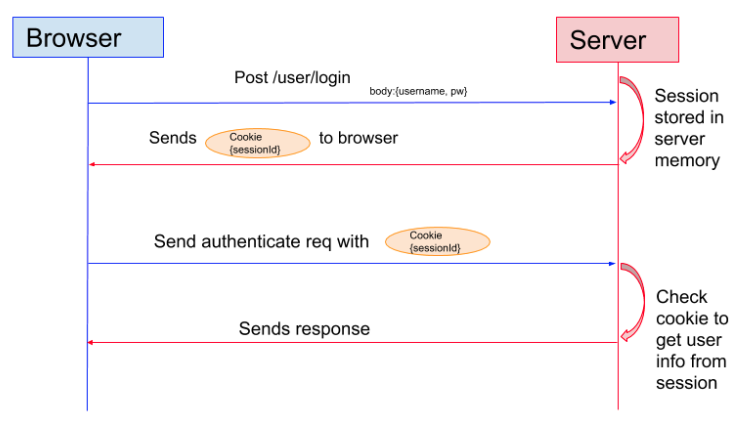 Browser
Server
Post /user/login
body:{username, pw}
Session
stored in
server
memory
Sends
Cookie
{sessionId}
to browser
Send authenticate req with
Cookie
{sessionId}
Check
cookie to
get user
info from
session
Sends response